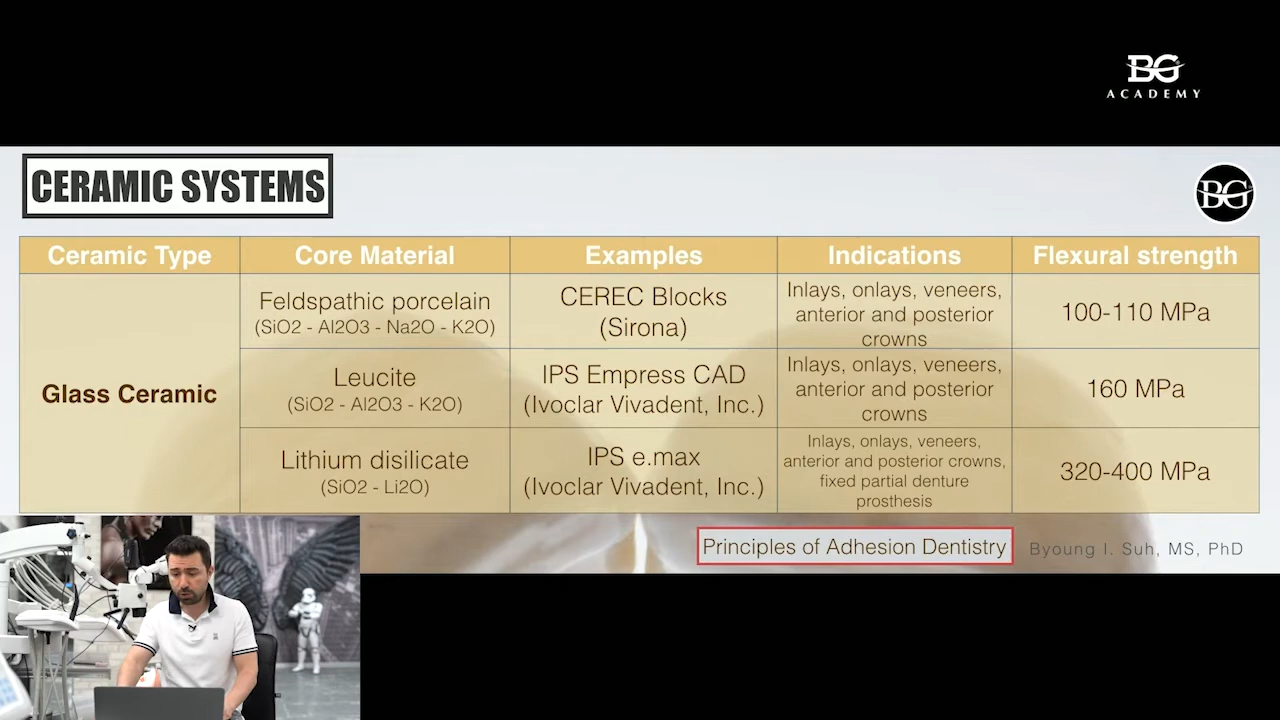 BG
ACADEMY
CERAMIC SYSTEMS
BG
Ceramic Type
Core Material
Examples
Indications
Flexural strength
Glass Ceramic
Feldspathic porcelain
(SiO2 - Al2O3 - Na2O - K2O)
CEREC Blocks
(Sirona)
Inlays, onlays, veneers,
anterior and posterior
crowns
100-110 MPa
Leucite
(SiO2 - Al2O3 - K2O)
IPS Empress CAD
(Ivoclar Vivadent, Inc.)
Inlays, onlays, veneers,
anterior and posterior
crowns
160 MPa
Lithium disilicate
(SiO2 - Li2O)
IPS e.max
(Ivoclar Vivadent, Inc.)
Inlays, onlays, veneers,
anterior and posterior crowns,
fixed partial denture
prosthesis
320-400 MPa
Principles of Adhesion Dentistry
Byoung I. Suh, MS, PhD